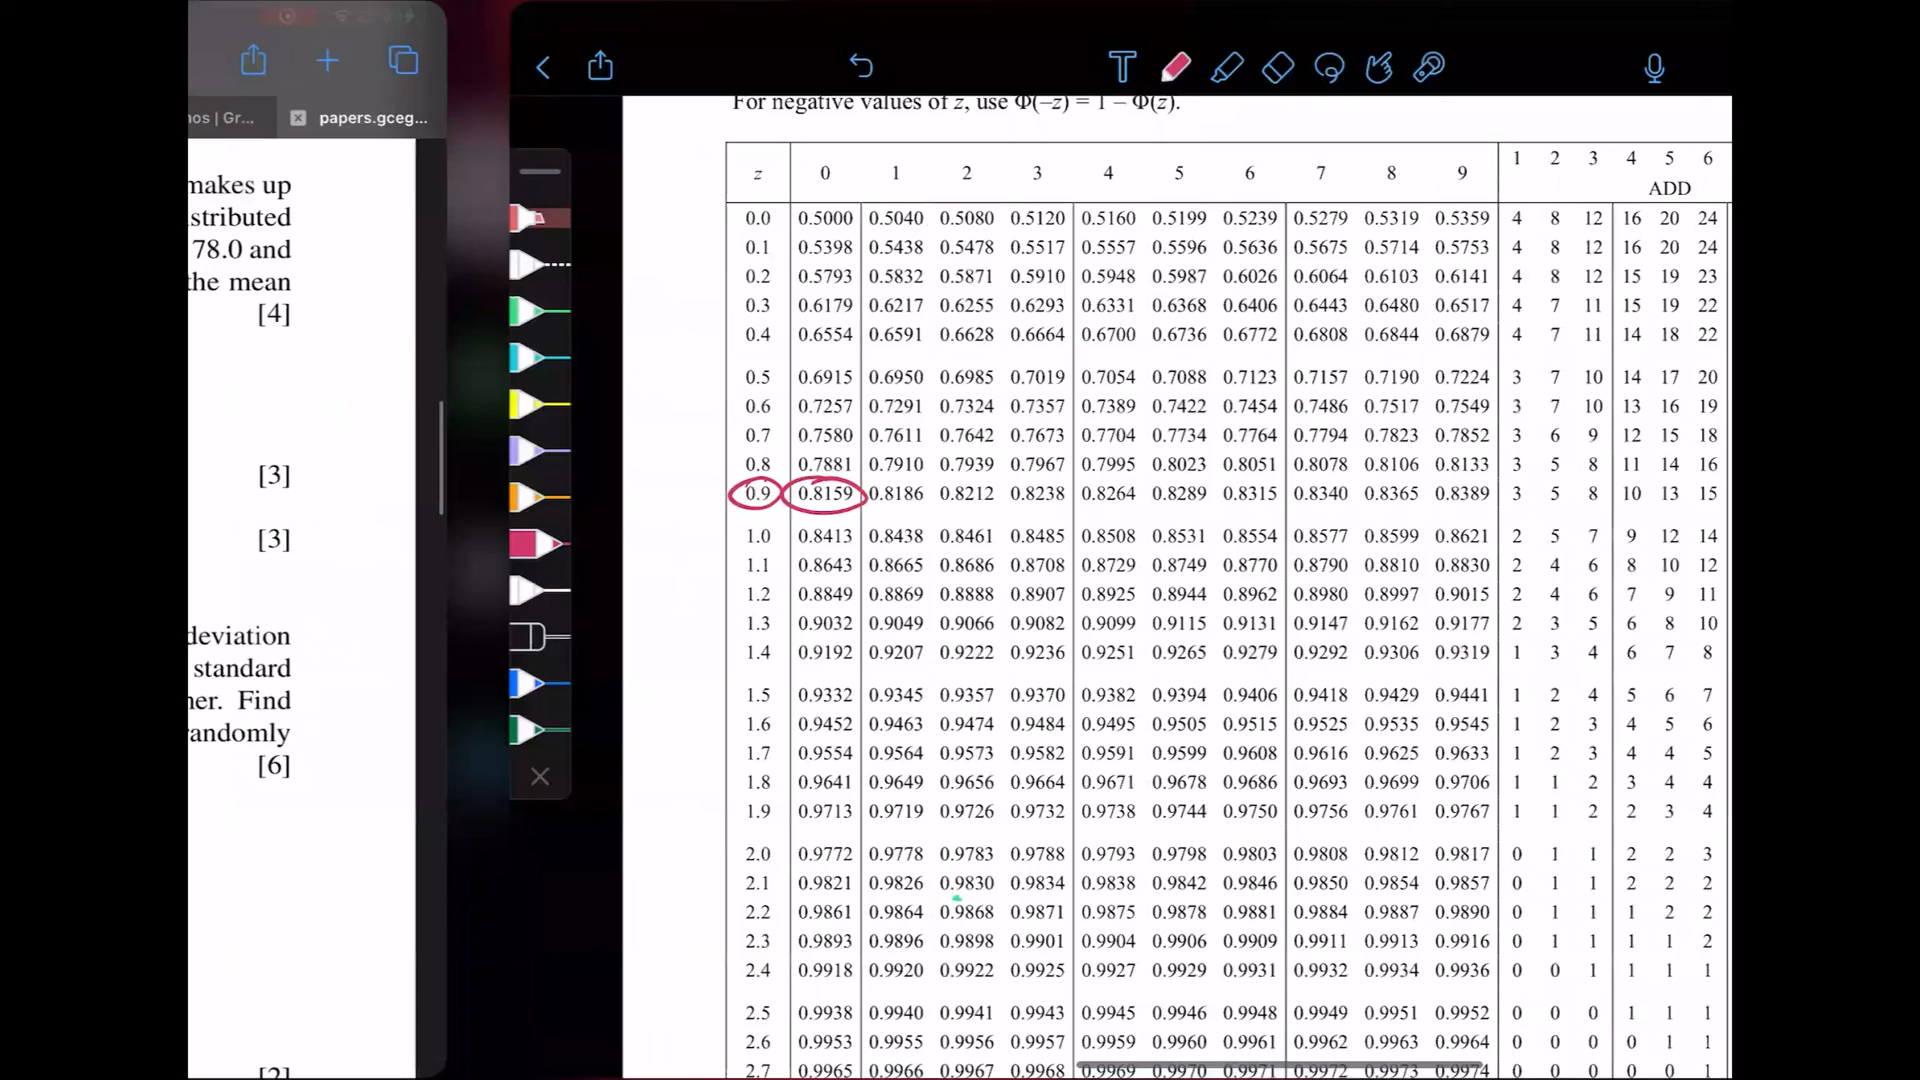 nos | Gr...
papers.gceg...
makes up
stributed
78.0 and
the mean
[4]
[3]
[3]
deviation
standard
ner. Find
randomly
[6]
For negative values of z, use Φ(−z) = 1 − Φ(z).
z 0 1 2 3 4 5 6 7 8 9 1 2 3 4 5 6
ADD
0.0 0.5000 0.5040 0.5080 0.5120 0.5160 0.5199 0.5239 0.5279 0.5319 0.5359 4 8 12 16 20 24
0.1 0.5398 0.5438 0.5478 0.5517 0.5557 0.5596 0.5636 0.5675 0.5714 0.5753 4 8 12 16 20 24
0.2 0.5793 0.5832 0.5871 0.5910 0.5948 0.5987 0.6026 0.6064 0.6103 0.6141 4 8 12 15 19 23
0.3 0.6179 0.6217 0.6255 0.6293 0.6331 0.6368 0.6406 0.6443 0.6480 0.6517 4 7 11 15 19 22
0.4 0.6554 0.6591 0.6628 0.6664 0.6700 0.6736 0.6772 0.6808 0.6844 0.6879 4 7 11 14 18 22
0.5 0.6915 0.6950 0.6985 0.7019 0.7054 0.7088 0.7123 0.7157 0.7190 0.7224 3 7 10 14 17 20
0.6 0.7257 0.7291 0.7324 0.7357 0.7389 0.7422 0.7454 0.7486 0.7517 0.7549 3 7 10 13 16 19
0.7 0.7580 0.7611 0.7642 0.7673 0.7704 0.7734 0.7764 0.7794 0.7823 0.7852 3 6 9 12 15 18
0.8 0.7881 0.7910 0.7939 0.7967 0.7995 0.8023 0.8051 0.8078 0.8106 0.8133 3 5 8 11 14 16
0.9 0.8159 0.8186 0.8212 0.8238 0.8264 0.8289 0.8315 0.8340 0.8365 0.8389 3 5 8 10 13 15
1.0 0.8413 0.8438 0.8461 0.8485 0.8508 0.8531 0.8554 0.8577 0.8599 0.8621 2 5 7 9 12 14
1.1 0.8643 0.8665 0.8686 0.8708 0.8729 0.8749 0.8770 0.8790 0.8810 0.8830 2 4 6 8 10 12
1.2 0.8849 0.8869 0.8888 0.8907 0.8925 0.8944 0.8962 0.8980 0.8997 0.9015 2 4 6 7 9 11
1.3 0.9032 0.9049 0.9066 0.9082 0.9099 0.9115 0.9131 0.9147 0.9162 0.9177 2 3 5 6 8 10
1.4 0.9192 0.9207 0.9222 0.9236 0.9251 0.9265 0.9279 0.9292 0.9306 0.9319 1 3 4 6 7 8
1.5 0.9332 0.9345 0.9357 0.9370 0.9382 0.9394 0.9406 0.9418 0.9429 0.9441 1 2 4 5 6 7
1.6 0.9452 0.9463 0.9474 0.9484 0.9495 0.9505 0.9515 0.9525 0.9535 0.9545 1 2 3 4 5 6
1.7 0.9554 0.9564 0.9573 0.9582 0.9591 0.9599 0.9608 0.9616 0.9625 0.9633 1 2 3 4 4 5
1.8 0.9641 0.9649 0.9656 0.9664 0.9671 0.9678 0.9686 0.9693 0.9699 0.9706 1 1 2 3 4 4
1.9 0.9713 0.9719 0.9726 0.9732 0.9738 0.9744 0.9750 0.9756 0.9761 0.9767 1 1 2 2 3 4
2.0 0.9772 0.9778 0.9783 0.9788 0.9793 0.9798 0.9803 0.9808 0.9812 0.9817 0 1 1 2 2 3
2.1 0.9821 0.9826 0.9830 0.9834 0.9838 0.9842 0.9846 0.9850 0.9854 0.9857 0 1 1 2 2 2
2.2 0.9861 0.9864 0.9868 0.9871 0.9875 0.9878 0.9881 0.9884 0.9887 0.9890 0 1 1 1 2 2
2.3 0.9893 0.9896 0.9898 0.9901 0.9904 0.9906 0.9909 0.9911 0.9913 0.9916 0 1 1 1 1 2
2.4 0.9918 0.9920 0.9922 0.9925 0.9927 0.9929 0.9931 0.9932 0.9934 0.9936 0 0 1 1 1 1
2.5 0.9938 0.9940 0.9941 0.9943 0.9945 0.9946 0.9948 0.9949 0.9951 0.9952 0 0 0 1 1 1
2.6 0.9953 0.9955 0.9956 0.9957 0.9959 0.9960 0.9961 0.9962 0.9963 0.9964 0 0 0 0 1 1
2.7 0.9965 0.9966 0.9967 0.9968 0.9969 0.9970 0.9971 0.9972 0.9973 0.9974 0 0 0 0 0 1